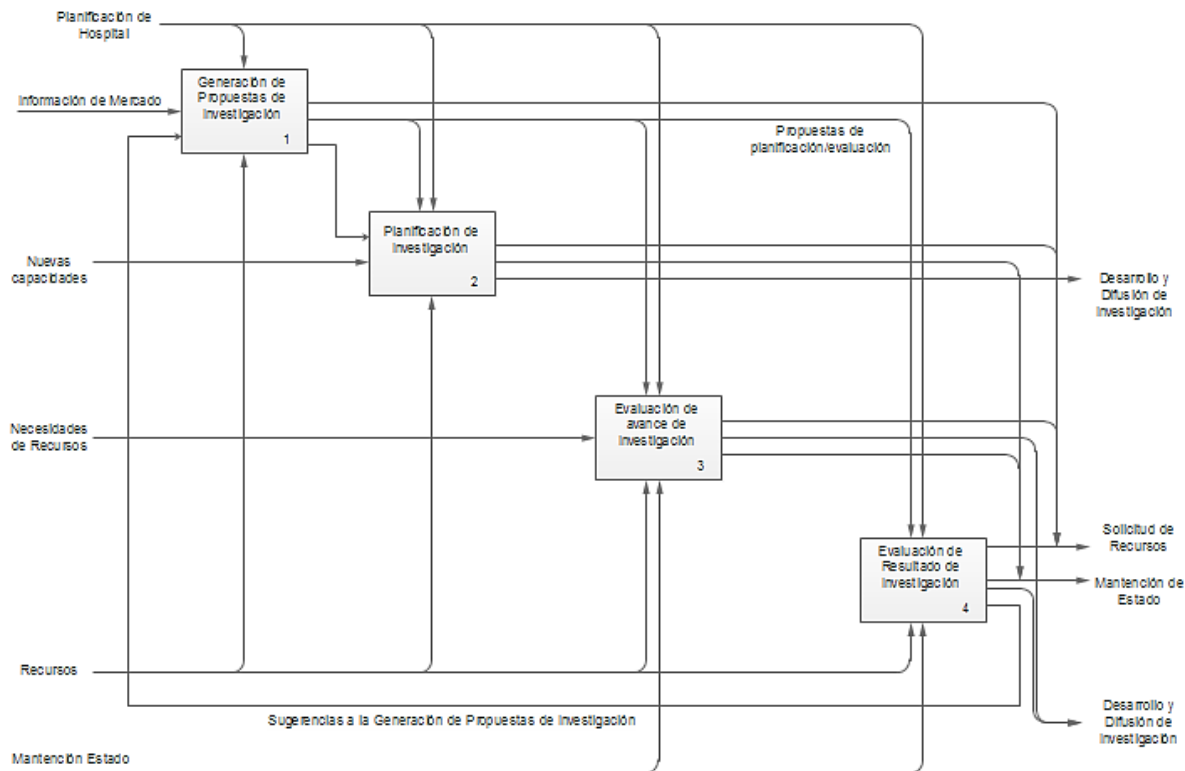 Planificación de
Hospital
Generación de
Propuestas de
Investigación
1
Información de Mercado
Propuestas de
planificación/evaluación
Planificación de
Investigación
2
Nuevas
capacidades
Desarrollo y
Difusión de
Investigación
Evaluación de
avance de
Investigación
3
Necesidades
de Recursos
Evaluación de
Resultado de
Investigación
4
Solicitud de
Recursos
Mantención de
Estado
Recursos
Sugerencias a la Generación de Propuestas de Investigación
Desarrollo y
Difusión de
Investigación
Mantención Estado